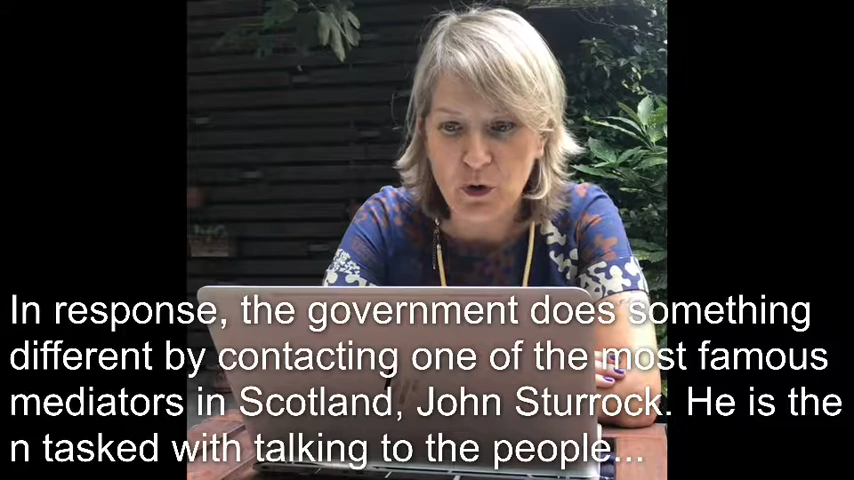 In response, the government does something
different by contacting one of the most famous
mediators in Scotland, John Sturrock. He is the
n tasked with talking to the people...